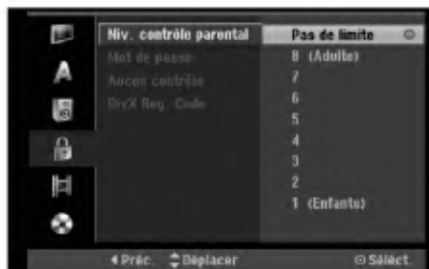 Niv. contrôle parental
Mot de passe
Aucun contrôle
DivX Reg. Code
Pas de limite
8 (Adulte)
7
6
5
4
3
2
1 (Enfants)
Préc. Déplacer Séléct.